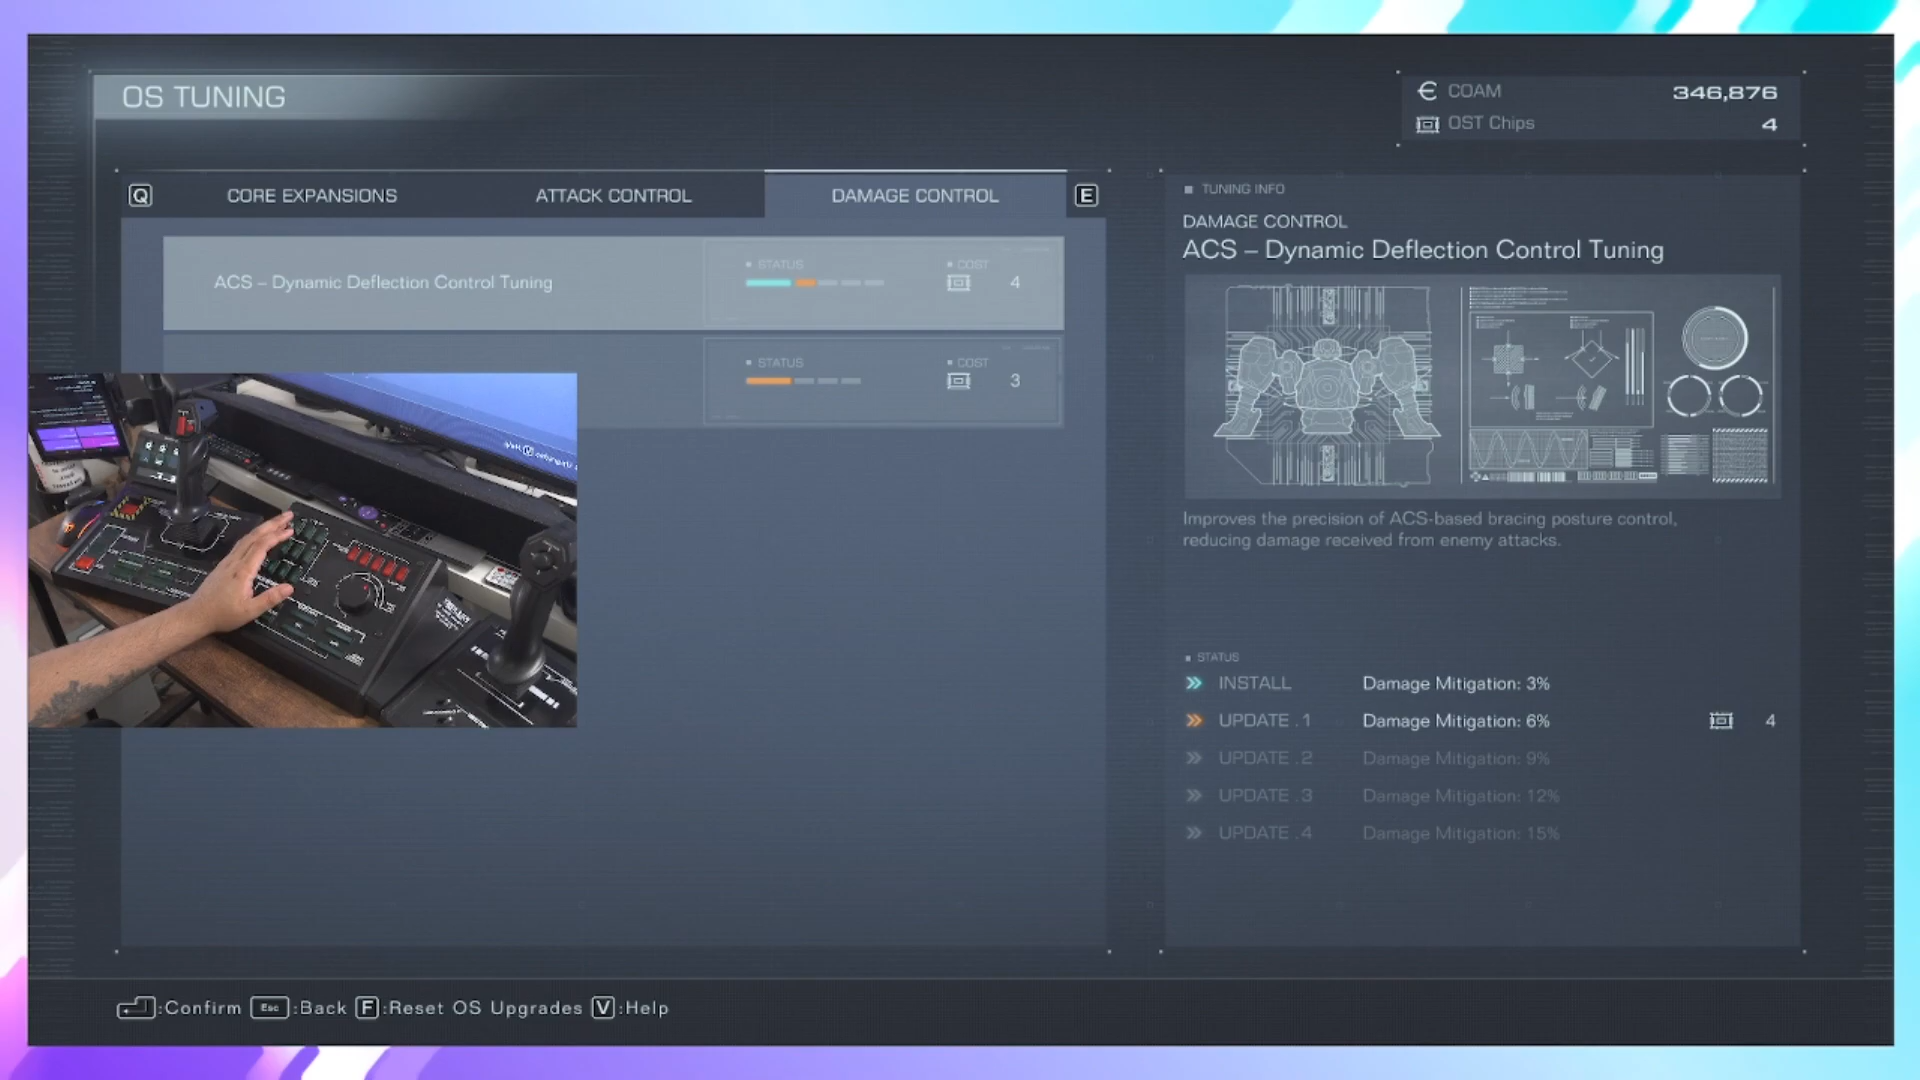 OS TUNING
COAM 346,876
OST Chips 4
Q CORE EXPANSIONS ATTACK CONTROL DAMAGE CONTROL E
STATUS COST
ACS – Dynamic Deflection Control Tuning 4
STATUS COST
3
TUNING INFO
DAMAGE CONTROL
ACS – Dynamic Deflection Control Tuning
Improves the precision of ACS-based bracing posture control,
reducing damage received from enemy attacks.
STATUS
INSTALL Damage Mitigation: 3%
UPDATE .1 Damage Mitigation: 6% 4
UPDATE .2 Damage Mitigation: 9%
UPDATE .3 Damage Mitigation: 12%
UPDATE .4 Damage Mitigation: 15%
:Confirm Esc :Back F :Reset OS Upgrades V :Help